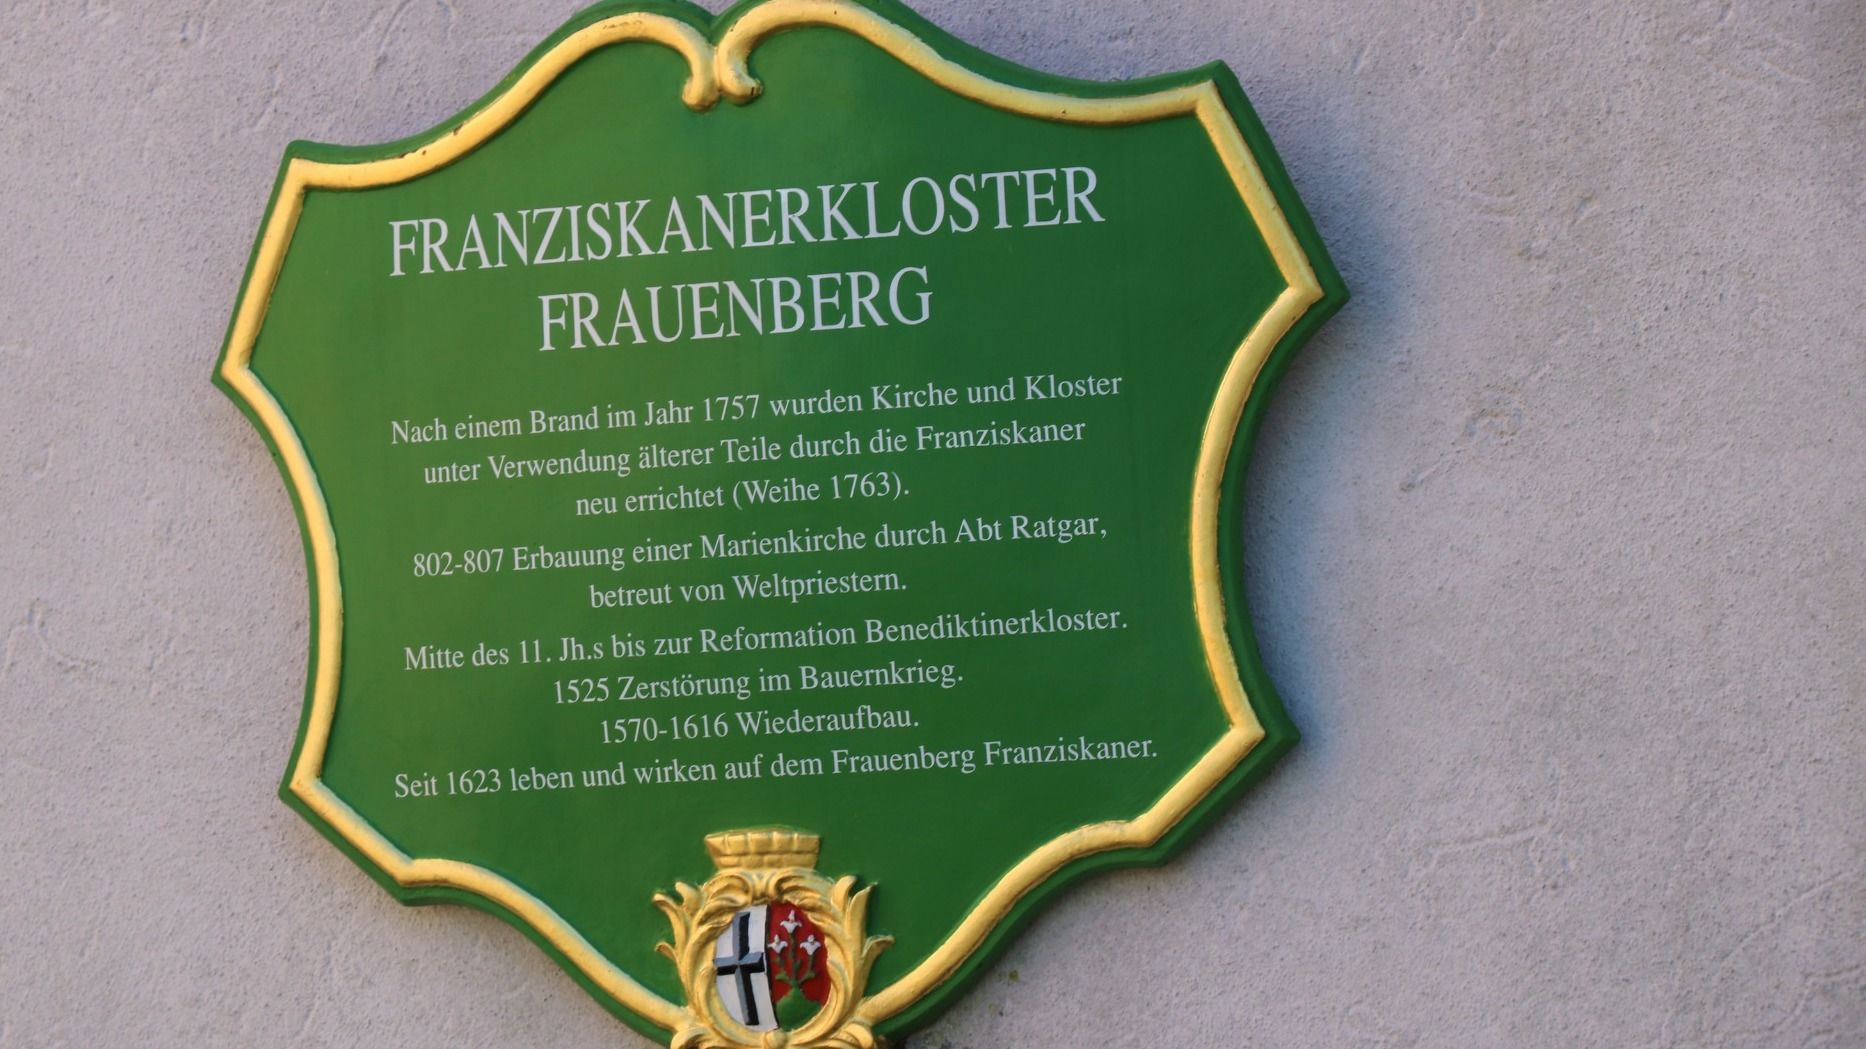 FRANZISKANERKLOSTER
FRAUENBERG
Nach einem Brand im Jahr 1757 wurden Kirche und Kloster
unter Verwendung älterer Teile durch die Franziskaner
neu errichtet (Weihe 1763).
802-807 Erbauung einer Marienkirche durch Abt Ratgar,
betreut von Weltpriestern.
Mitte des 11. Jh.s bis zur Reformation Benediktinerkloster.
1525 Zerstörung im Bauernkrieg.
1570-1616 Wiederaufbau.
Seit 1623 leben und wirken auf dem Frauenberg Franziskaner.